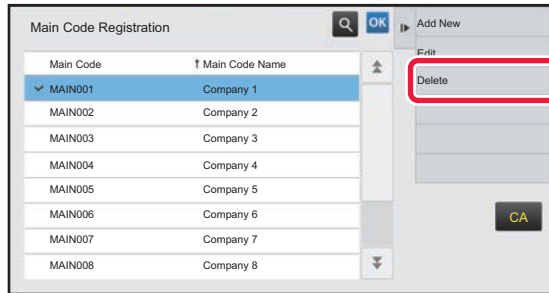 Main Code Registration
OK
Add New
Edit
Main Code
Main Code Name
Delete
MAIN001 Company 1
MAIN002 Company 2
MAIN003 Company 3
MAIN004 Company 4
MAIN005 Company 5
MAIN006 Company 6
CA
MAIN007 Company 7
MAIN008 Company 8